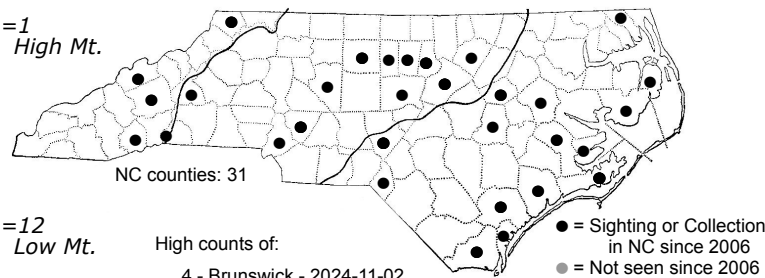 =1
High Mt.
NC counties: 31
=12
Low Mt.
High counts of:
4 - Brunswick - 2024-11-02
● = Sighting or Collection
in NC since 2006
● = Not seen since 2006